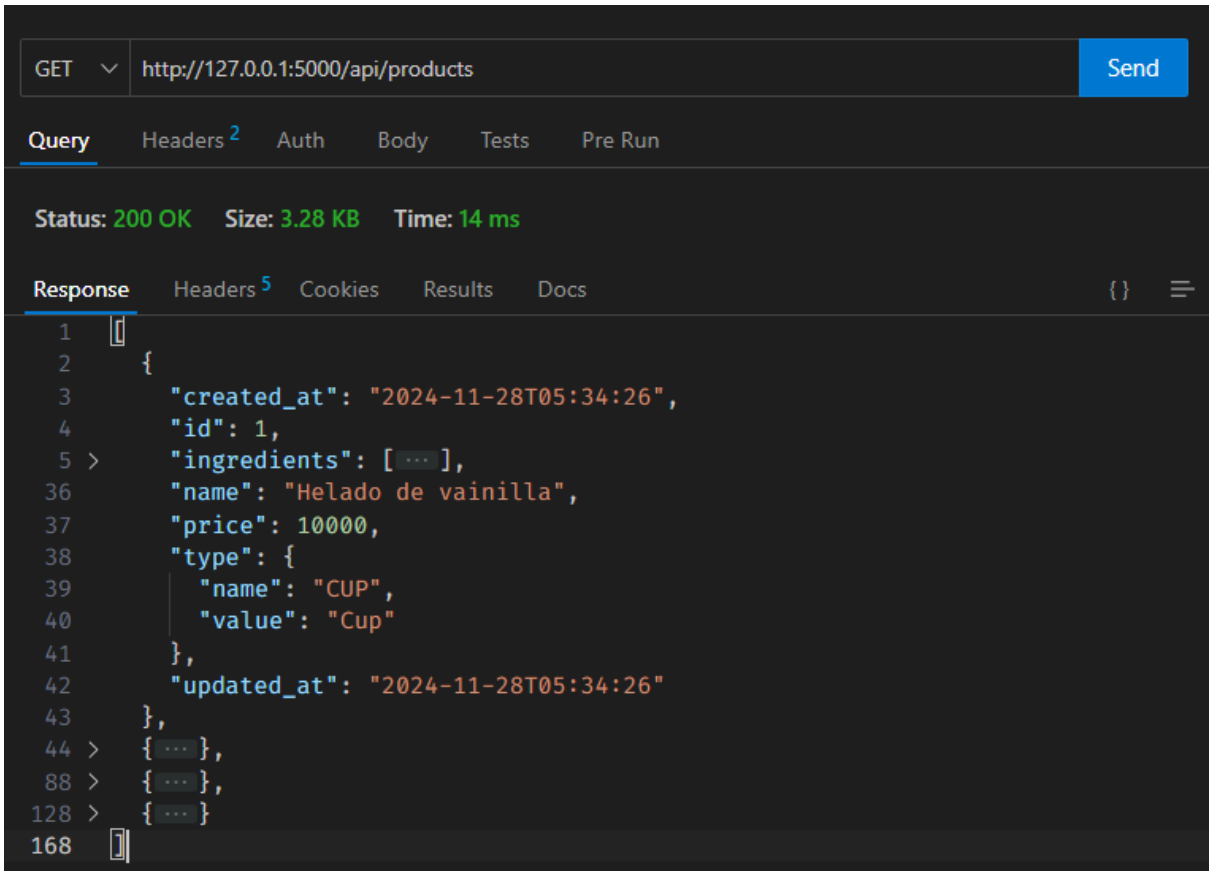 GET http://127.0.0.1:5000/api/products Send
Query Headers 2 Auth Body Tests Pre Run
Status: 200 OK Size: 3.28 KB Time: 14 ms
Response Headers 5 Cookies Results Docs { }
1 [
2 {
3 "created_at": "2024-11-28T05:34:26",
4 "id": 1,
5 > "ingredients": [ ··· ],
36 "name": "Helado de vainilla",
37 "price": 10000,
38 "type": {
39 "name": "CUP",
40 "value": "Cup"
41 },
42 "updated_at": "2024-11-28T05:34:26"
43 },
44 > { ··· },
88 > { ··· },
128 > { ··· }
168 ]